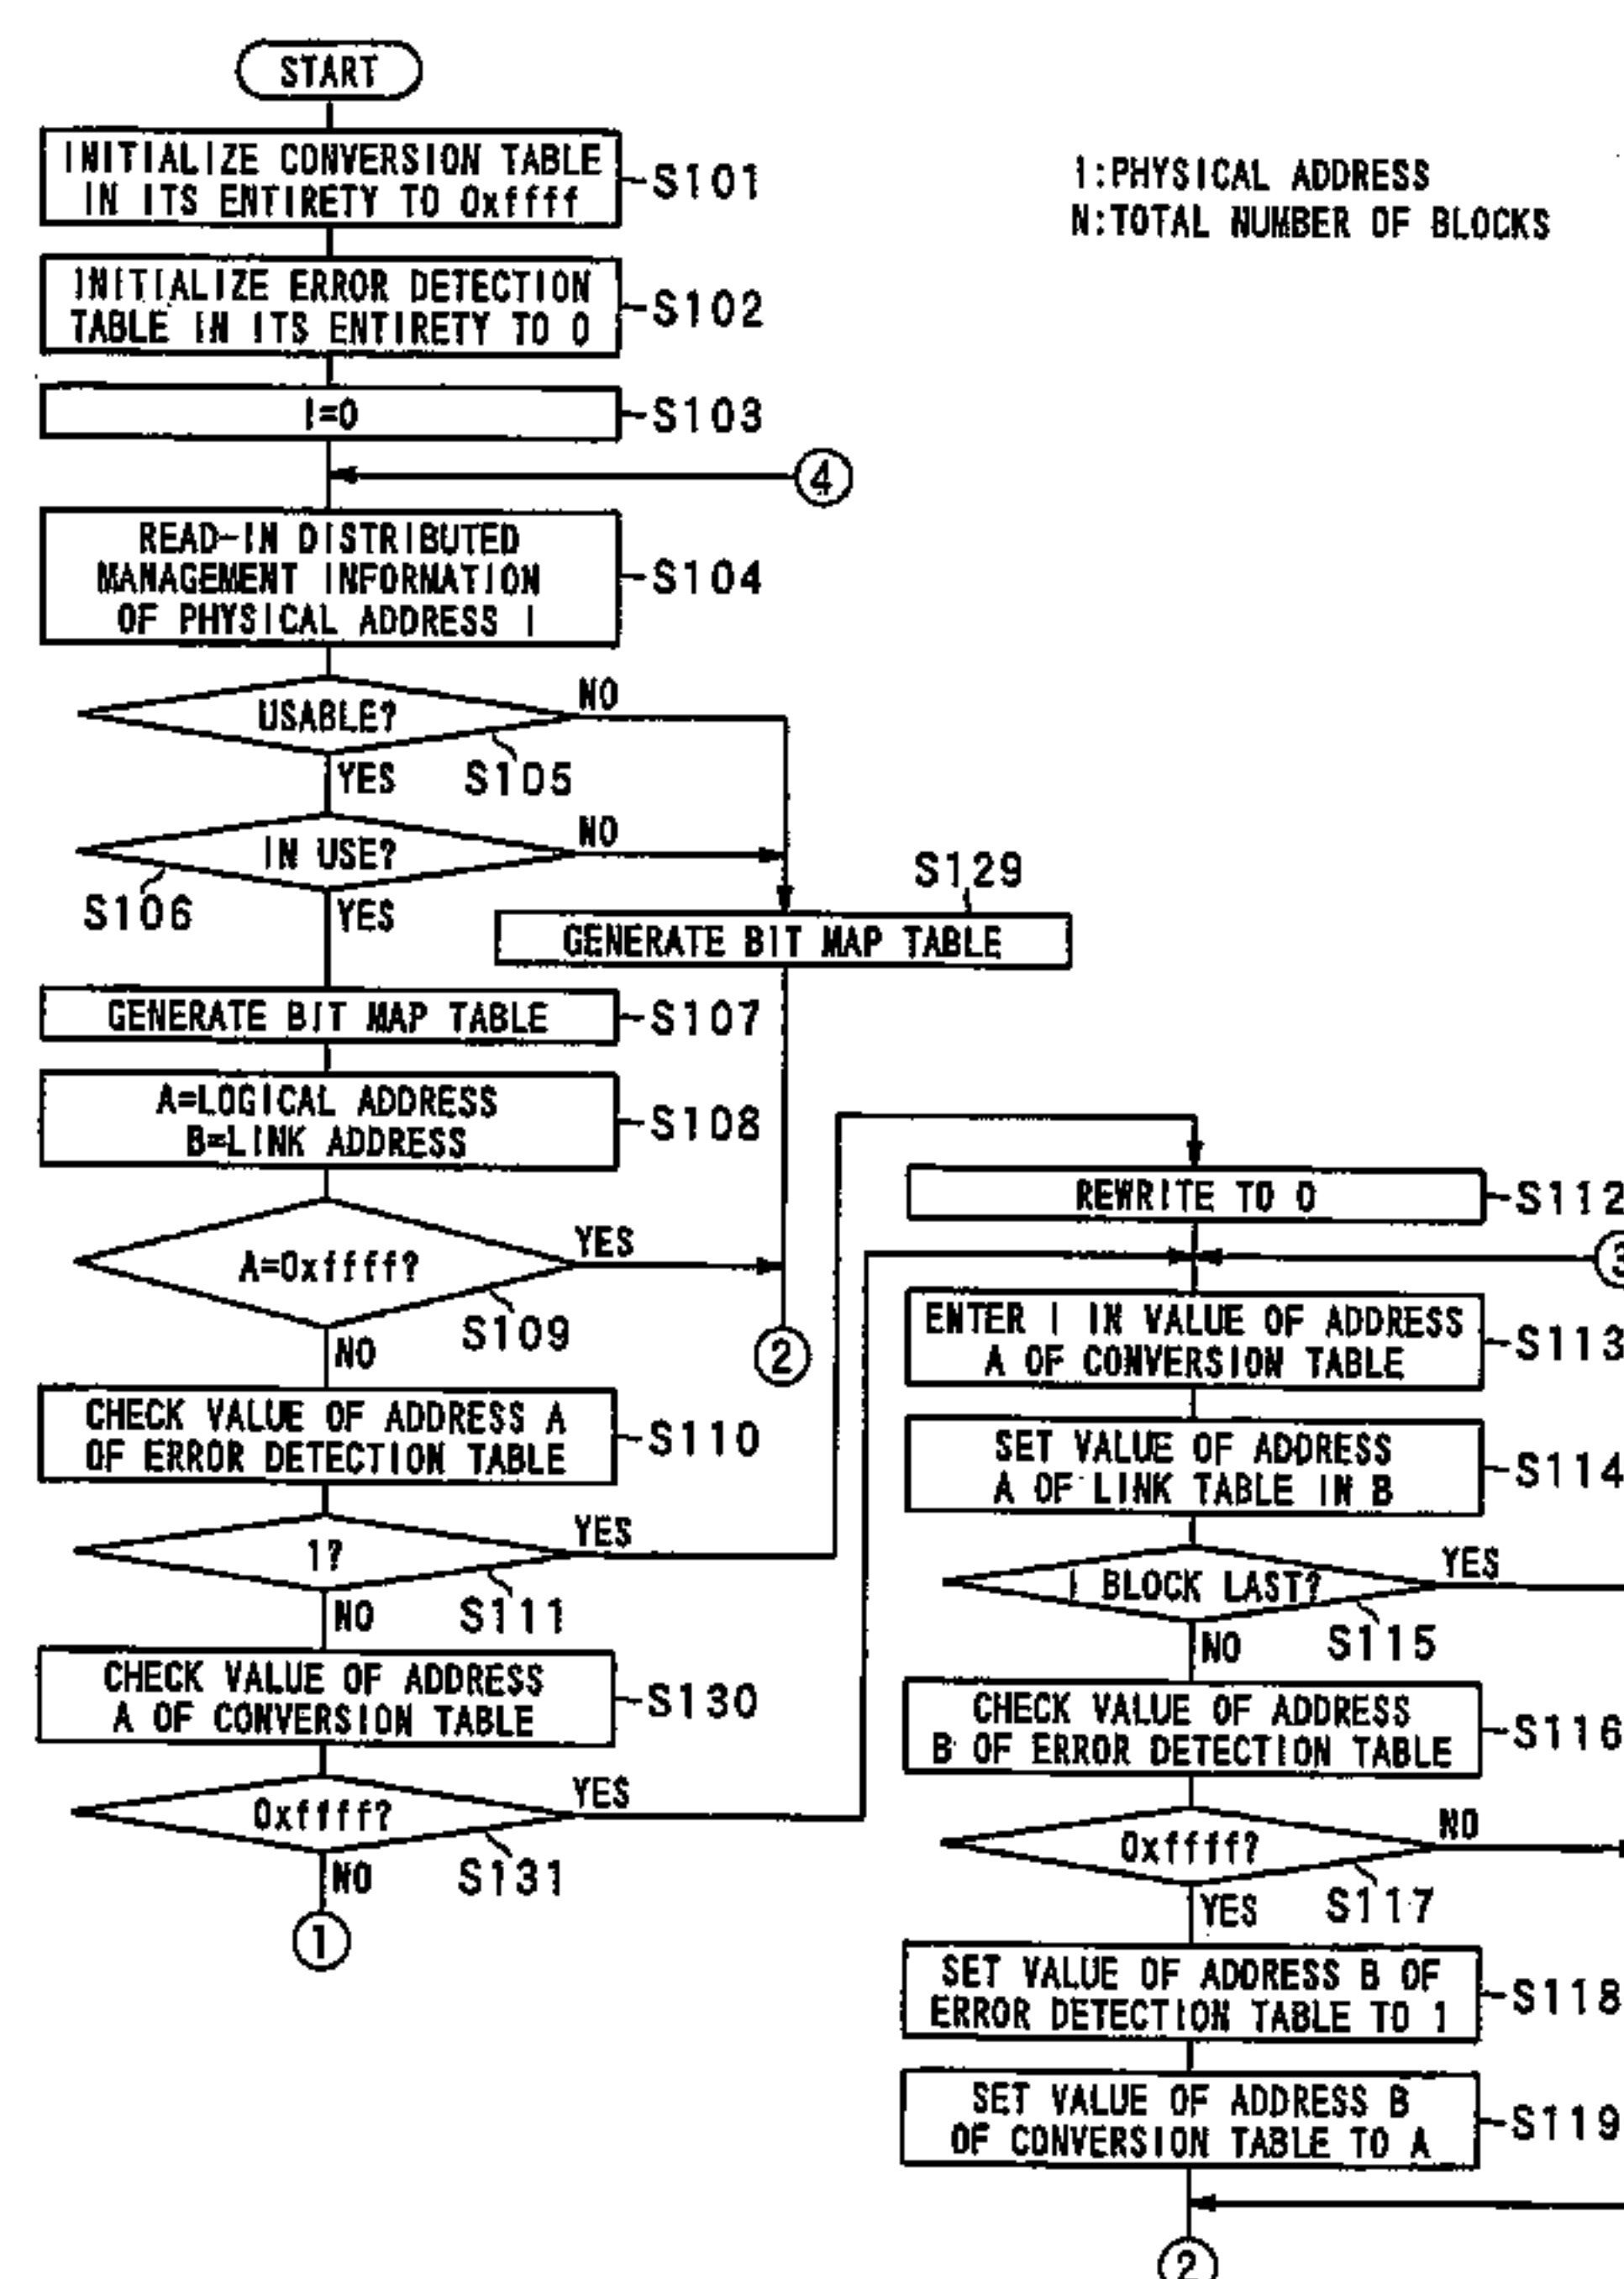 START
INITIALIZE CONVERSION TABLE
IN ITS ENTIRETY TO 0xffff
S101
1:PHYSICAL ADDRESS
N:TOTAL NUMBER OF BLOCKS
INITIALIZE ERROR DETECTION
TABLE IN ITS ENTIRETY TO 0
S102
I=0
S103
4
READ-IN DISTRIBUTED
MANAGEMENT INFORMATION
OF PHYSICAL ADDRESS I
S104
USABLE?
NO
S105
YES
IN USE?
NO
S106
YES
S129
GENERATE BIT MAP TABLE
GENERATE BIT MAP TABLE
S107
A=LOGICAL ADDRESS
B=LINK ADDRESS
S108
A=0xffff?
YES
S109
NO
2
CHECK VALUE OF ADDRESS A
OF ERROR DETECTION TABLE
S110
1?
YES
S111
NO
CHECK VALUE OF ADDRESS
A OF CONVERSION TABLE
S130
0xffff?
YES
S131
NO
1
REWRITE TO 0
S112
3
ENTER I IN VALUE OF ADDRESS
A OF CONVERSION TABLE
S113
SET VALUE OF ADDRESS
A OF LINK TABLE IN B
S114
I BLOCK LAST?
YES
S115
NO
CHECK VALUE OF ADDRESS
B OF ERROR DETECTION TABLE
S116
0xffff?
NO
S117
YES
SET VALUE OF ADDRESS B OF
ERROR DETECTION TABLE TO 1
S118
SET VALUE OF ADDRESS B
OF CONVERSION TABLE TO A
S119
2